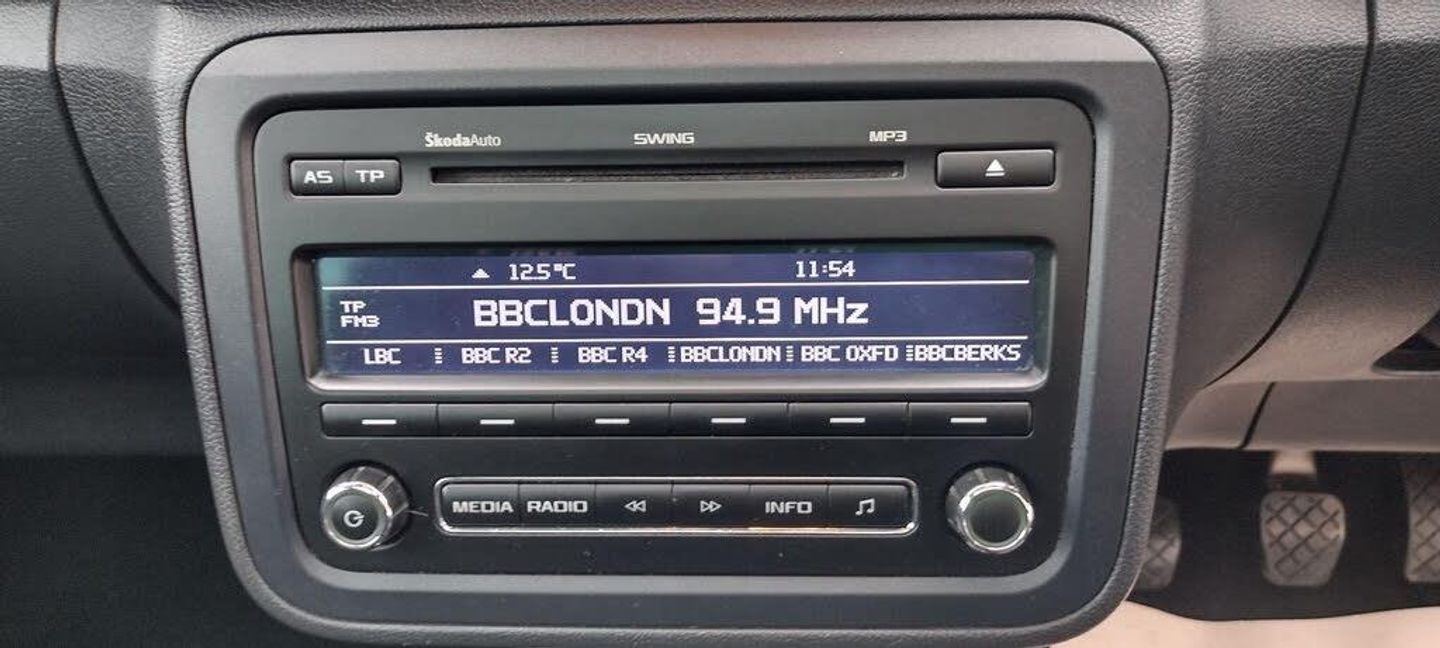 ŠkodaAuto SWING MP3
AS TP
12.5°C 11:54
TP
FM3
BBCLONDN 94.9 MHz
LBC BBC R2 BBC R4 BBCLONDN BBC OXFD BBCBERKS
MEDIA RADIO INFO